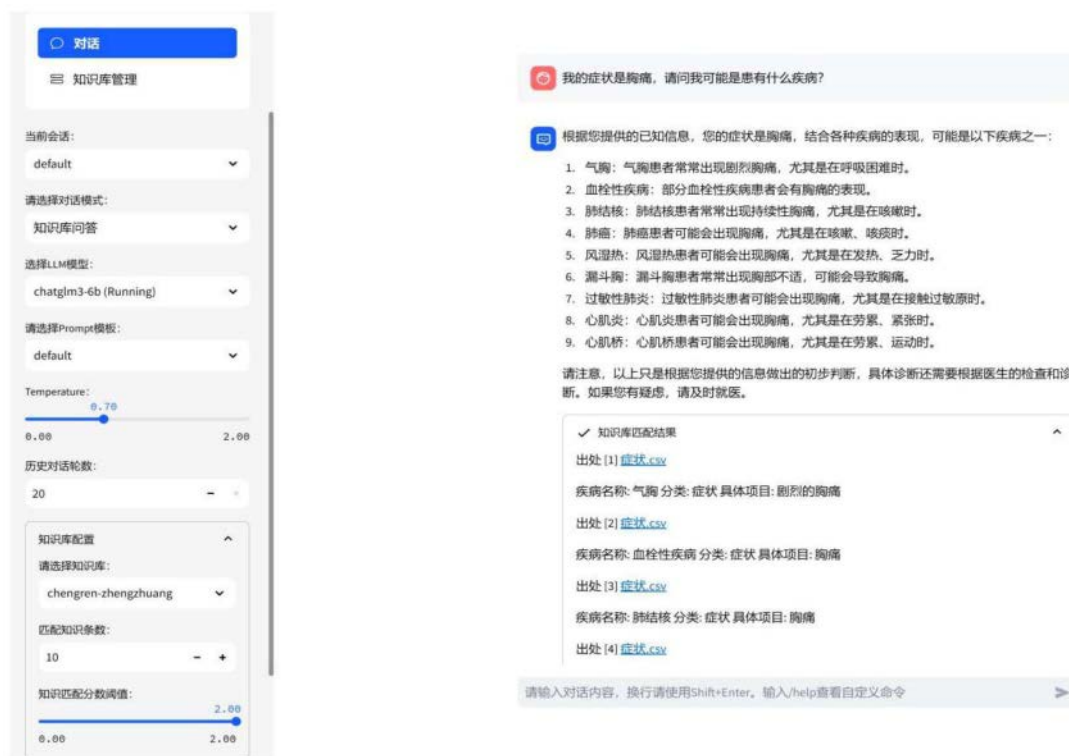 对话
知识库管理
当前会话：
default
请选择对话模式：
知识库问答
选择LLM模型：
chatglm3-6b (Running)
请选择Prompt模板：
default
Temperature：
0.70
0.00 2.00
历史对话轮数：
20
知识库配置
请选择知识库：
chengren-zhengzhuang
匹配知识条数：
10
知识匹配分数阈值：
2.00
0.00 2.00
我的症状是胸痛，请问我可能是患有什么疾病？
根据您提供的已知信息，您的症状是胸痛，结合各种疾病的表现，可能是以下疾病之一：
1. 气胸：气胸患者常常出现剧烈胸痛，尤其是在呼吸困难时。
2. 血栓性疾病：部分血栓性疾病患者会有胸痛的表现。
3. 肺结核：肺结核患者常常出现持续性胸痛，尤其是在咳嗽时。
4. 肺癌：肺癌患者可能会出现胸痛，尤其是在咳嗽、咳痰时。
5. 风湿热：风湿热患者可能会出现胸痛，尤其是在发热、乏力时。
6. 漏斗胸：漏斗胸患者常常出现胸部不适，可能会导致胸痛。
7. 过敏性肺炎：过敏性肺炎患者可能会出现胸痛，尤其是在接触过敏原时。
8. 心肌炎：心肌炎患者可能会出现胸痛，尤其是在劳累、紧张时。
9. 心肌桥：心肌桥患者可能会出现胸痛，尤其是在劳累、运动时。
请注意，以上只是根据您提供的信息做出的初步判断，具体诊断还需要根据医生的检查和诊
断。如果您有疑虑，请及时就医。
知识库匹配结果
出处 [1] 症状.csv
疾病名称: 气胸 分类: 症状 具体项目: 剧烈的胸痛
出处 [2] 症状.csv
疾病名称: 血栓性疾病 分类: 症状 具体项目: 胸痛
出处 [3] 症状.csv
疾病名称: 肺结核 分类: 症状 具体项目: 胸痛
出处 [4] 症状.csv
请输入对话内容，换行请使用Shift+Enter。输入/help查看自定义命令